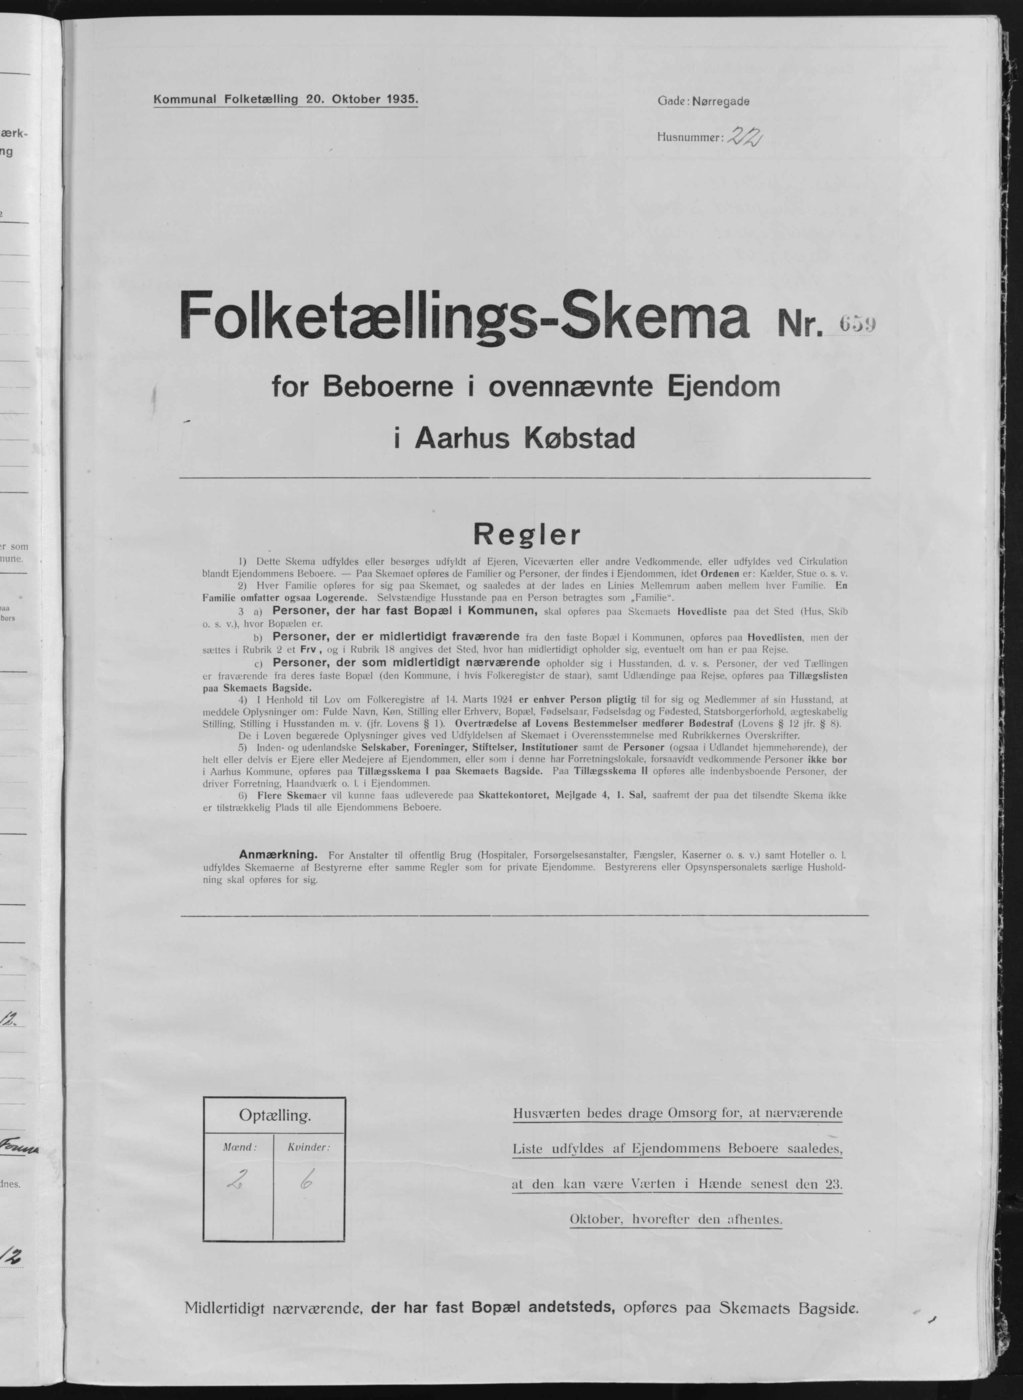 Kommunal Folketælling 20. Oktober 1935.
Gade: Nørregade
Husnummer: 22
Folketællings-Skema Nr. 659
for Beboerne i ovennævnte Ejendom
i Aarhus Købstad
Regler
1) Dette Skema udfyldes eller besørges udfyldt af Ejeren, Viceværten eller andre Vedkommende, eller udfyldes ved Cirkulation
blandt Ejendommens Beboere. — Paa Skemaet opføres de Familier og Personer, der findes i Ejendommen, idet Ordenen er: Kælder, Stue o. s. v.
2) Hver Familie opføres for sig paa Skemaet, og saaledes at der lades en Linies Mellemrum aaben mellem hver Familie. En
Familie omfatter ogsaa Logerende. Selvstændige Husstande paa en Person betragtes som „Familie".
3 a) Personer, der har fast Bopæl i Kommunen, skal opføres paa Skemaets Hovedliste paa det Sted (Hus, Skib
o. s. v.), hvor Bopælen er.
b) Personer, der er midlertidigt fraværende fra den faste Bopæl i Kommunen, opføres paa Hovedlisten, men der
sættes i Rubrik 2 et Frv., og i Rubrik 18 angives det Sted, hvor han midlertidigt opholder sig, eventuelt om han er paa Rejse.
c) Personer, der som midlertidigt nærværende opholder sig i Husstanden, d. v. s. Personer, der ved Tællingen
er fraværende fra deres faste Bopæl (den Kommune, i hvis Folkeregister de staar), samt Udlændinge paa Rejse, opføres paa Tillægslisten
paa Skemaets Bagside.
4) I Henhold til Lov om Folkeregistre af 14. Marts 1924 er enhver Person pligtig til for sig og Medlemmer af sin Husstand, at
meddele Oplysninger om: Fulde Navn, Køn, Stilling eller Erhverv, Bopæl, Fødselsaar, Fødselsdag og Fødested, Statsborgerforhold, ægteskabelig
Stilling, Stilling i Husstanden m. v. (jfr. Lovens § 1). Overtrædelse af Lovens Bestemmelser medfører Bødestraf (Lovens § 12 jfr. § 8).
De i Loven begærede Oplysninger gives ved Udfyldelsen af Skemaet i Overensstemmelse med Rubrikkernes Overskrifter.
5) Inden- og udenlandske Selskaber, Foreninger, Stiftelser, Institutioner samt de Personer (ogsaa i Udlandet hjemmehørende), der
helt eller delvis er Ejere eller Medejere af Ejendommen, eller som i denne har Forretningslokale, forsaavidt vedkommende Personer ikke bor
i Aarhus Kommune, opføres paa Tillægsskema I paa Skemaets Bagside. Paa Tillægsskema II opføres alle indenbysboende Personer, der
driver Forretning, Haandværk o. l. i Ejendommen.
6) Flere Skemaer vil kunne faas udleverede paa Skattekontoret, Mejlgade 4, 1. Sal, saafremt der paa det tilsendte Skema ikke
er tilstrækkelig Plads til alle Ejendommens Beboere.
Anmærkning. For Anstalter til offentlig Brug (Hospitaler, Forsørgelsesanstalter, Fængsler, Kaserner o. s. v.) samt Hoteller o. l.
udfyldes Skemaerne af Bestyrerne efter samme Regler som for private Ejendomme. Bestyrerens eller Opsynspersonalets særlige Hushold-
ning skal opføres for sig.
Optælling.
Mænd: Kvinder:
2 6
Husværten bedes drage Omsorg for, at nærværende
Liste udfyldes af Ejendommens Beboere saaledes,
at den kan være Værten i Hænde senest den 23.
Oktober, hvorefter den afhentes.
Midlertidigt nærværende, der har fast Bopæl andetsteds, opføres paa Skemaets Bagside.